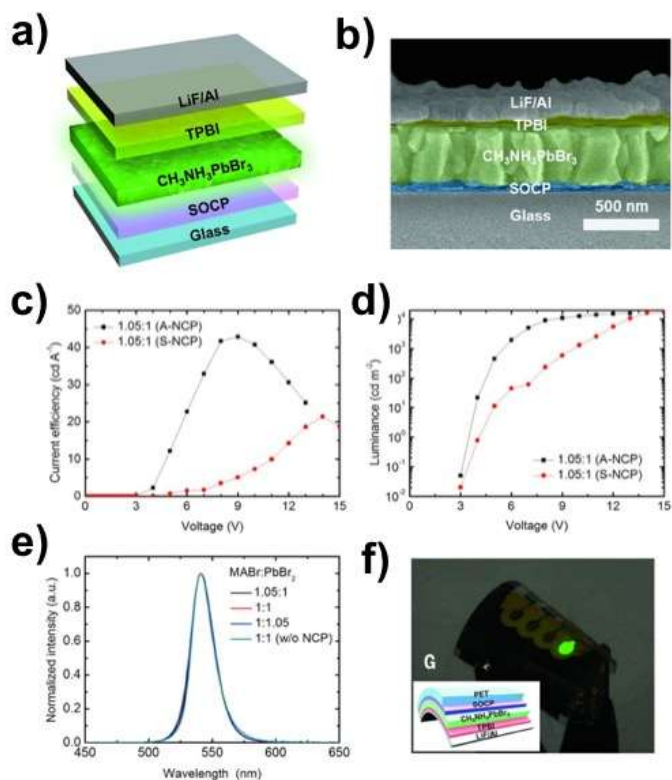 a)
LiF/Al
TPBI
CH₃NH₃PbBr₃
SOCP
Glass
b)
LiF/Al
TPBI
CH₃NH₃PbBr₃
SOCP
Glass
500 nm
c)
50
40
30
20
10
0
Current efficiency (cd A⁻¹)
1.05:1 (A-NCP)
1.05:1 (S-NCP)
0 3 6 9 12 15
Voltage (V)
d)
10⁴
10³
10²
10¹
10⁰
10⁻¹
10⁻²
Luminance (cd m⁻²)
1.05:1 (A-NCP)
1.05:1 (S-NCP)
0 3 6 9 12 15
Voltage (V)
e)
1.0
0.8
0.6
0.4
0.2
0.0
Normalized intensity (a.u.)
MABr:PbBr₂
1.05:1
1:1
1:1.05
1:1 (w/o NCP)
450 500 550 600 650
Wavelength (nm)
f)
G
PET
SOCP
CH₃NH₃PbBr₃
TPBI
LiF/Al